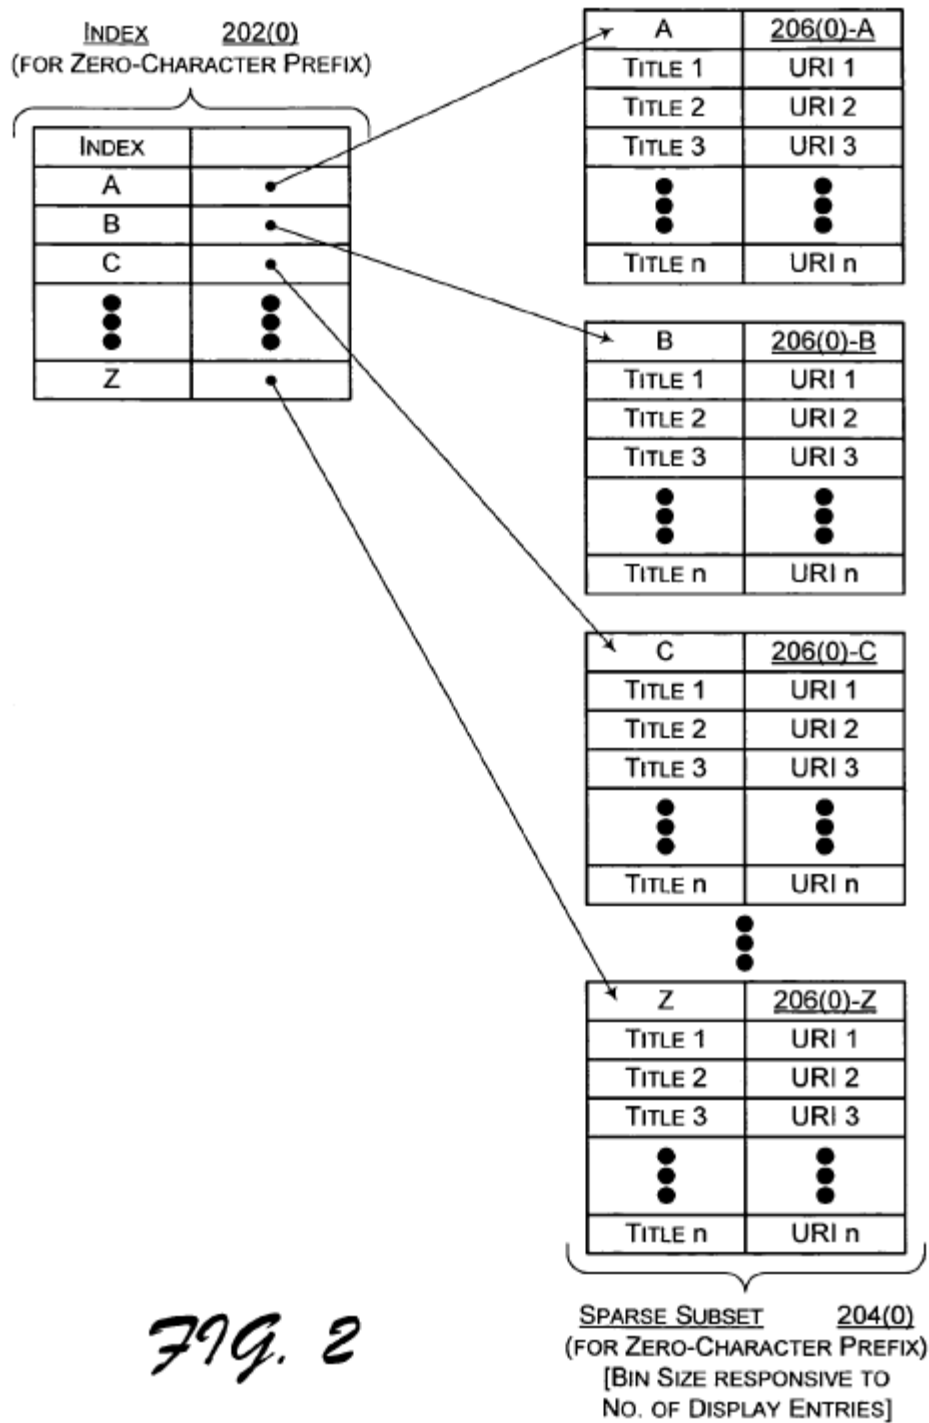 INDEX 202(0)
(FOR ZERO-CHARACTER PREFIX)
INDEX
A
B
C
Z
A 206(0)-A
TITLE 1 URI 1
TITLE 2 URI 2
TITLE 3 URI 3
TITLE n URI n
B 206(0)-B
TITLE 1 URI 1
TITLE 2 URI 2
TITLE 3 URI 3
TITLE n URI n
C 206(0)-C
TITLE 1 URI 1
TITLE 2 URI 2
TITLE 3 URI 3
TITLE n URI n
Z 206(0)-Z
TITLE 1 URI 1
TITLE 2 URI 2
TITLE 3 URI 3
TITLE n URI n
SPARSE SUBSET 204(0)
(FOR ZERO-CHARACTER PREFIX)
[BIN SIZE RESPONSIVE TO
NO. OF DISPLAY ENTRIES]
FIG. 2